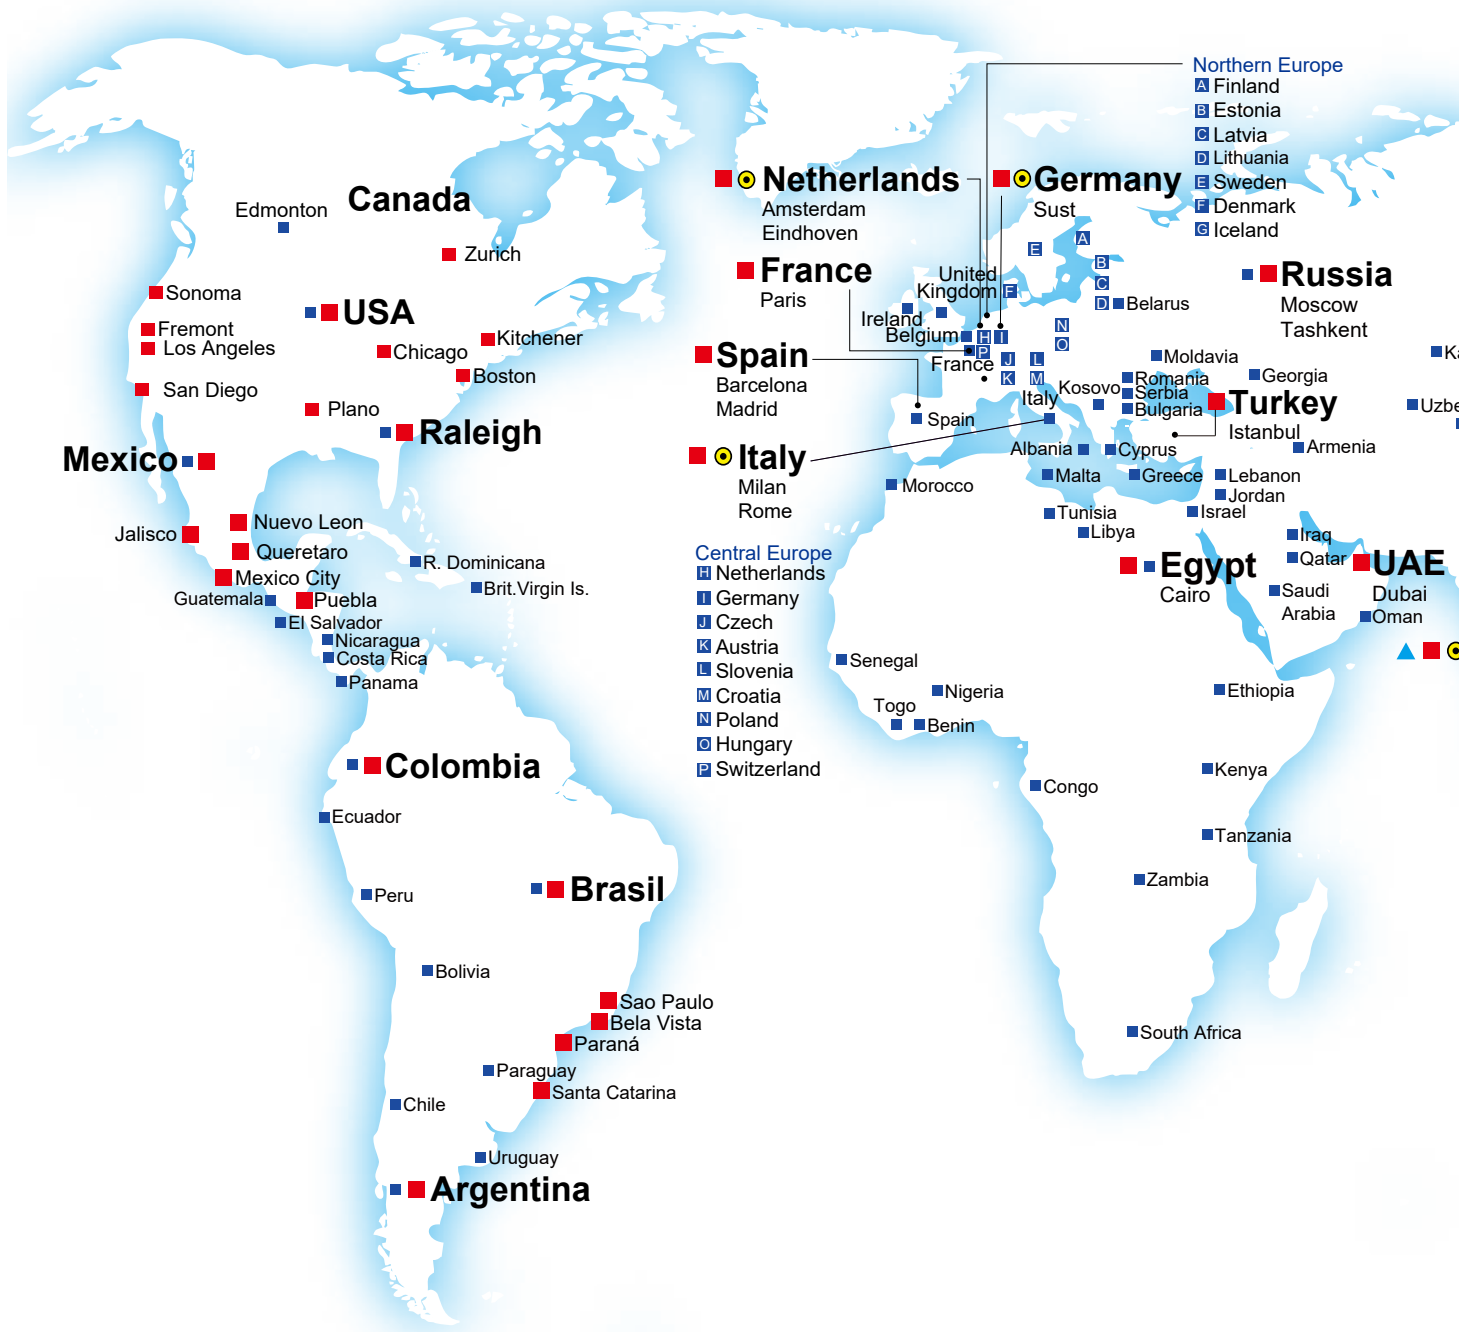 Northern Europe
A Finland
B Estonia
C Latvia
D Lithuania
E Sweden
F Denmark
G Iceland
Canada
Edmonton
Zurich
Sonoma
USA
Fremont
Los Angeles
Kitchener
Chicago
Boston
San Diego
Plano
Raleigh
Mexico
Nuevo Leon
Jalisco
Queretaro
Mexico City
Guatemala
Puebla
El Salvador
Nicaragua
Costa Rica
Panama
R. Dominicana
Brit.Virgin Is.
Colombia
Ecuador
Peru
Brasil
Bolivia
Sao Paulo
Bela Vista
Paraná
Paraguay
Santa Catarina
Chile
Uruguay
Argentina
Netherlands
Amsterdam
Eindhoven
Germany
Sust
France
Paris
Spain
Barcelona
Madrid
Italy
Milan
Rome
Central Europe
H Netherlands
I Germany
J Czech
K Austria
L Slovenia
M Croatia
N Poland
O Hungary
P Switzerland
A
E
B
C
D
F
N
O
H
I
P
J
L
K
M
United
Kingdom
Ireland
Belgium
France
Belarus
Russia
Moscow
Tashkent
Moldavia
Romania
Serbia
Bulgaria
Kosovo
Italy
Spain
Georgia
Turkey
Istanbul
Armenia
Albania
Cyprus
Malta
Greece
Lebanon
Jordan
Israel
Morocco
Tunisia
Libya
Iraq
Qatar
UAE
Dubai
Saudi
Arabia
Oman
Egypt
Cairo
Senegal
Nigeria
Togo
Benin
Ethiopia
Congo
Kenya
Tanzania
Zambia
South Africa